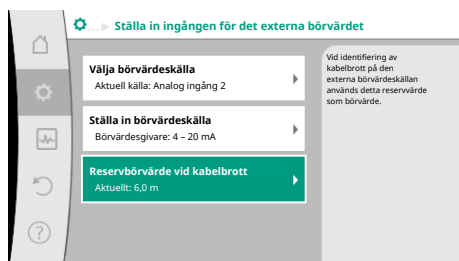 ... Ställa in ingången för det externa börvärdet
Välja börvärdeskälla
Aktuell källa: Analog ingång 2
Ställa in börvärdeskälla
Börvärdesgivare: 4 – 20 mA
Reservbörvärde vid kabelbrott
Aktuellt: 6,0 m
Vid identifiering av
kabelbrott på den
externa börvärdeskällan
används detta reservvärde
som börvärde.
?